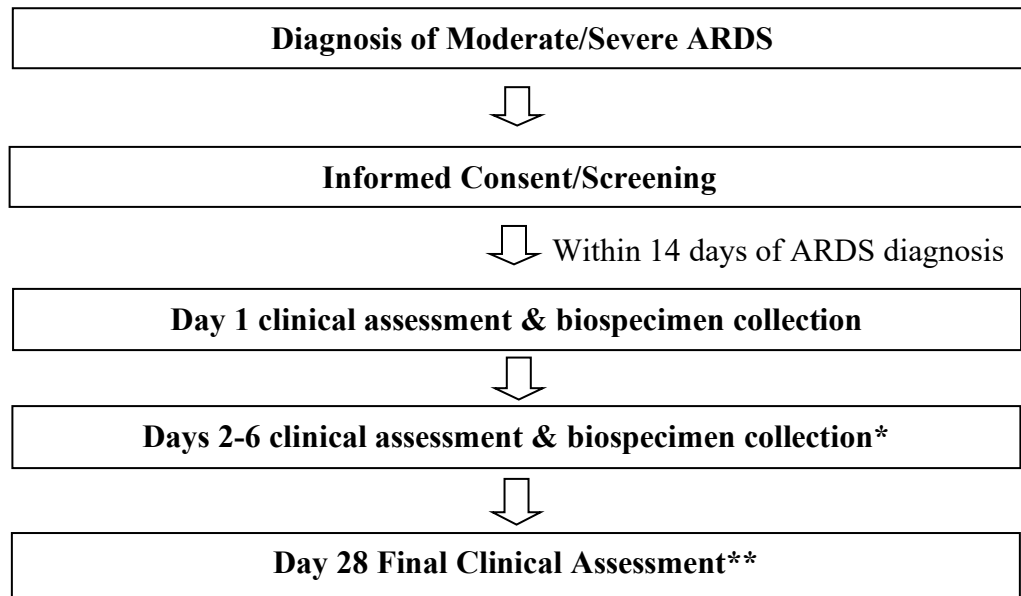 Diagnosis of Moderate/Severe ARDS
Informed Consent/Screening
Within 14 days of ARDS diagnosis
Day 1 clinical assessment & biospecimen collection
Days 2-6 clinical assessment & biospecimen collection*
Day 28 Final Clinical Assessment**